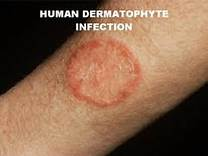 HUMAN DERMATOPHYTE
INFECTION